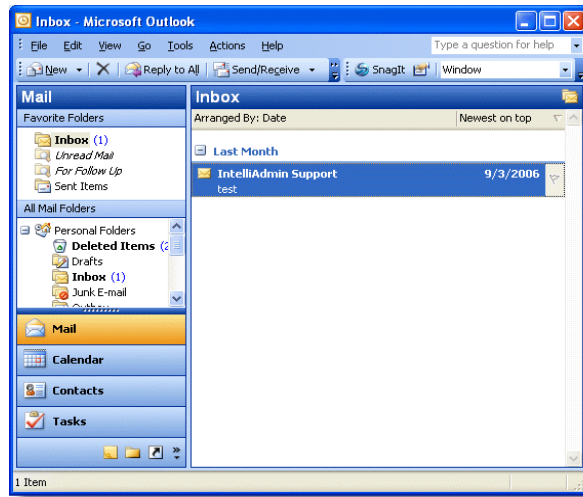 Inbox - Microsoft Outlook
File Edit View Go Tools Actions Help Type a question for help
New Reply to All Send/Receive SnagIt Window
Mail
Inbox
Favorite Folders
Arranged By: Date Newest on top
Inbox (1)
Unread Mail
For Follow Up
Sent Items
Last Month
IntelliAdmin Support 9/3/2006
test
All Mail Folders
Personal Folders
Deleted Items (2
Drafts
Inbox (1)
Junk E-mail
Mail
Calendar
Contacts
Tasks
1 Item